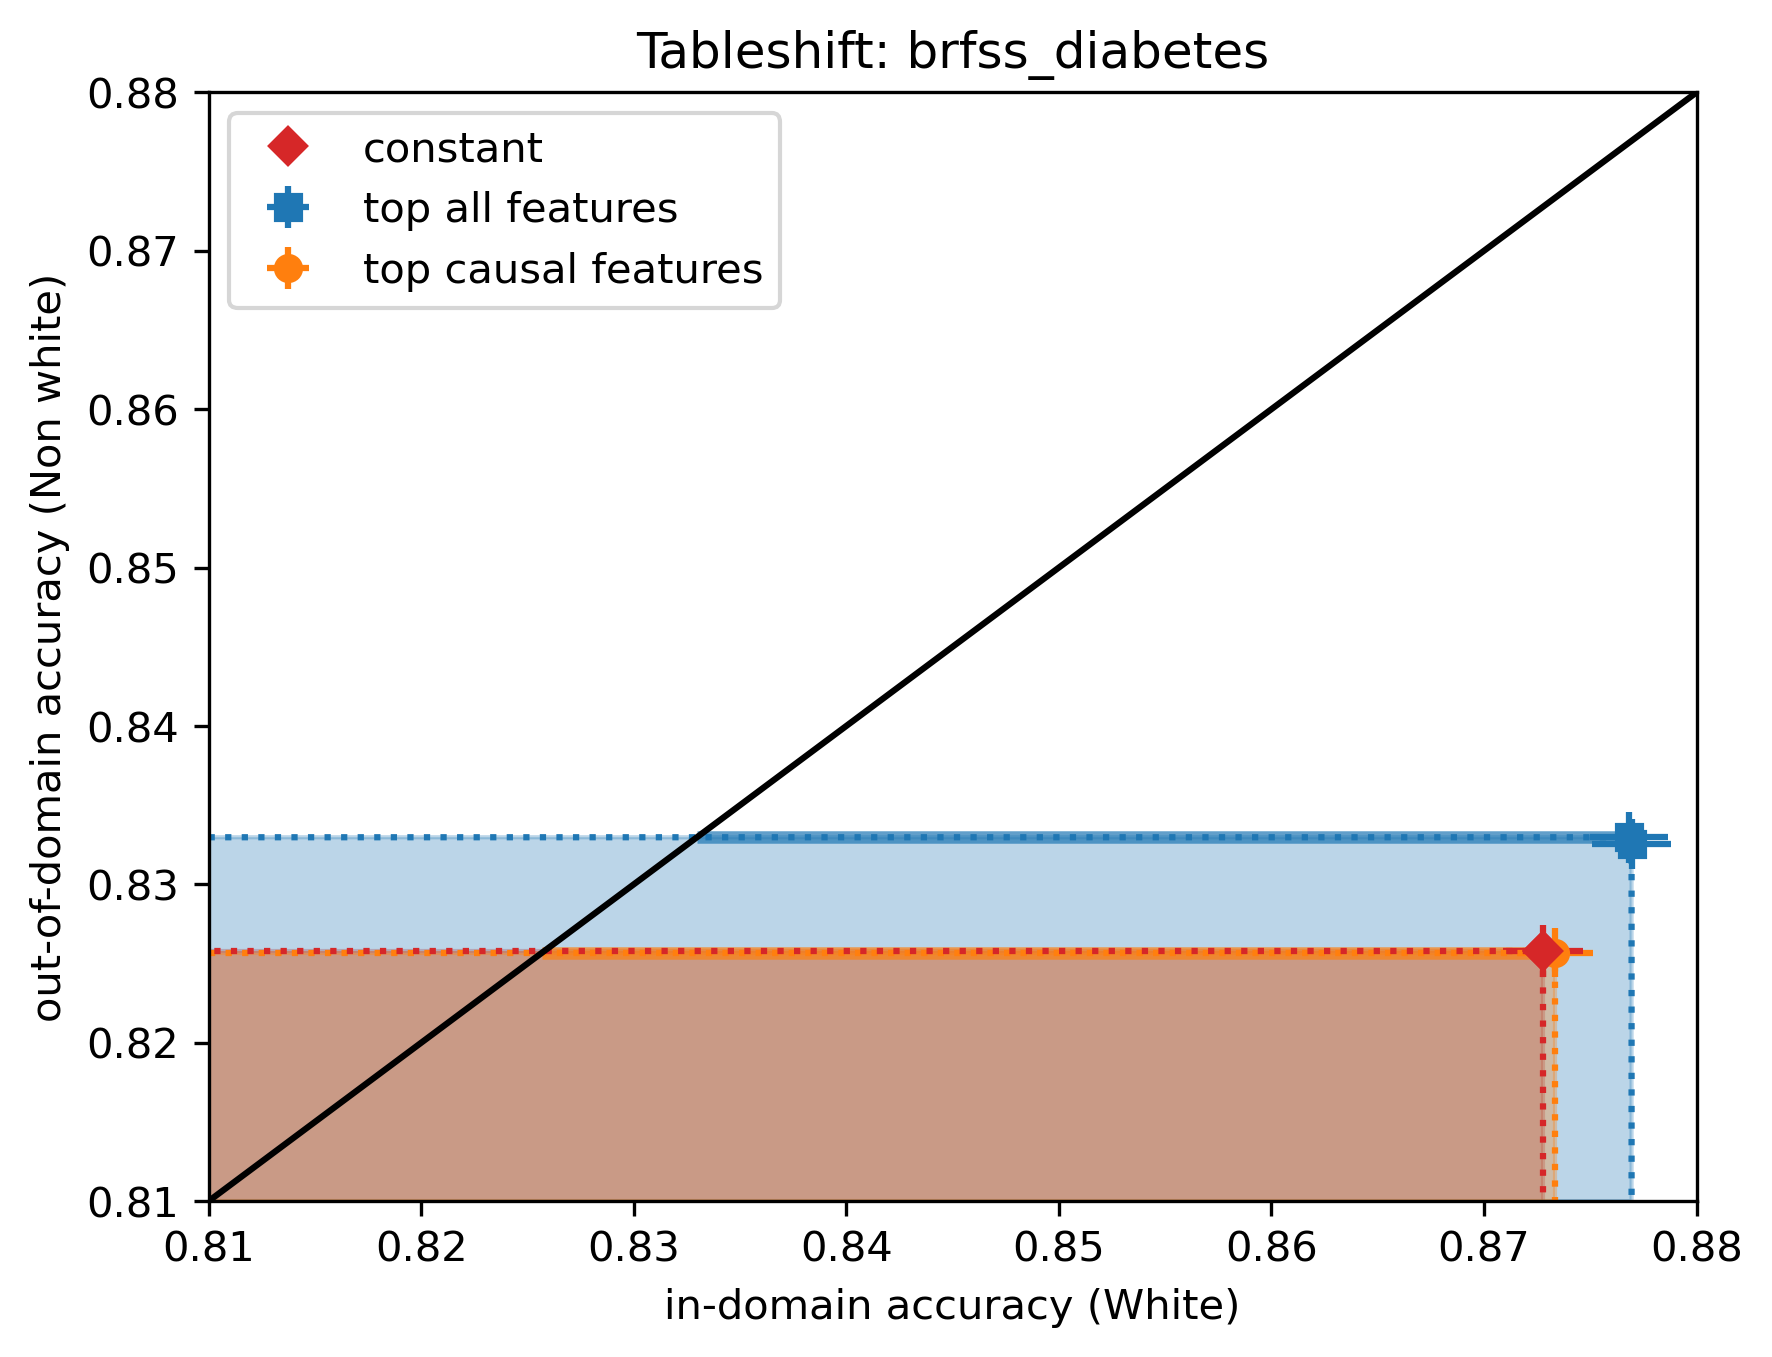 Tableshift: brfss_diabetes
constant
top all features
top causal features
out-of-domain accuracy (Non white)
0.88
0.87
0.86
0.85
0.84
0.83
0.82
0.81
0.81
0.82
0.83
0.84
0.85
0.86
0.87
0.88
in-domain accuracy (White)